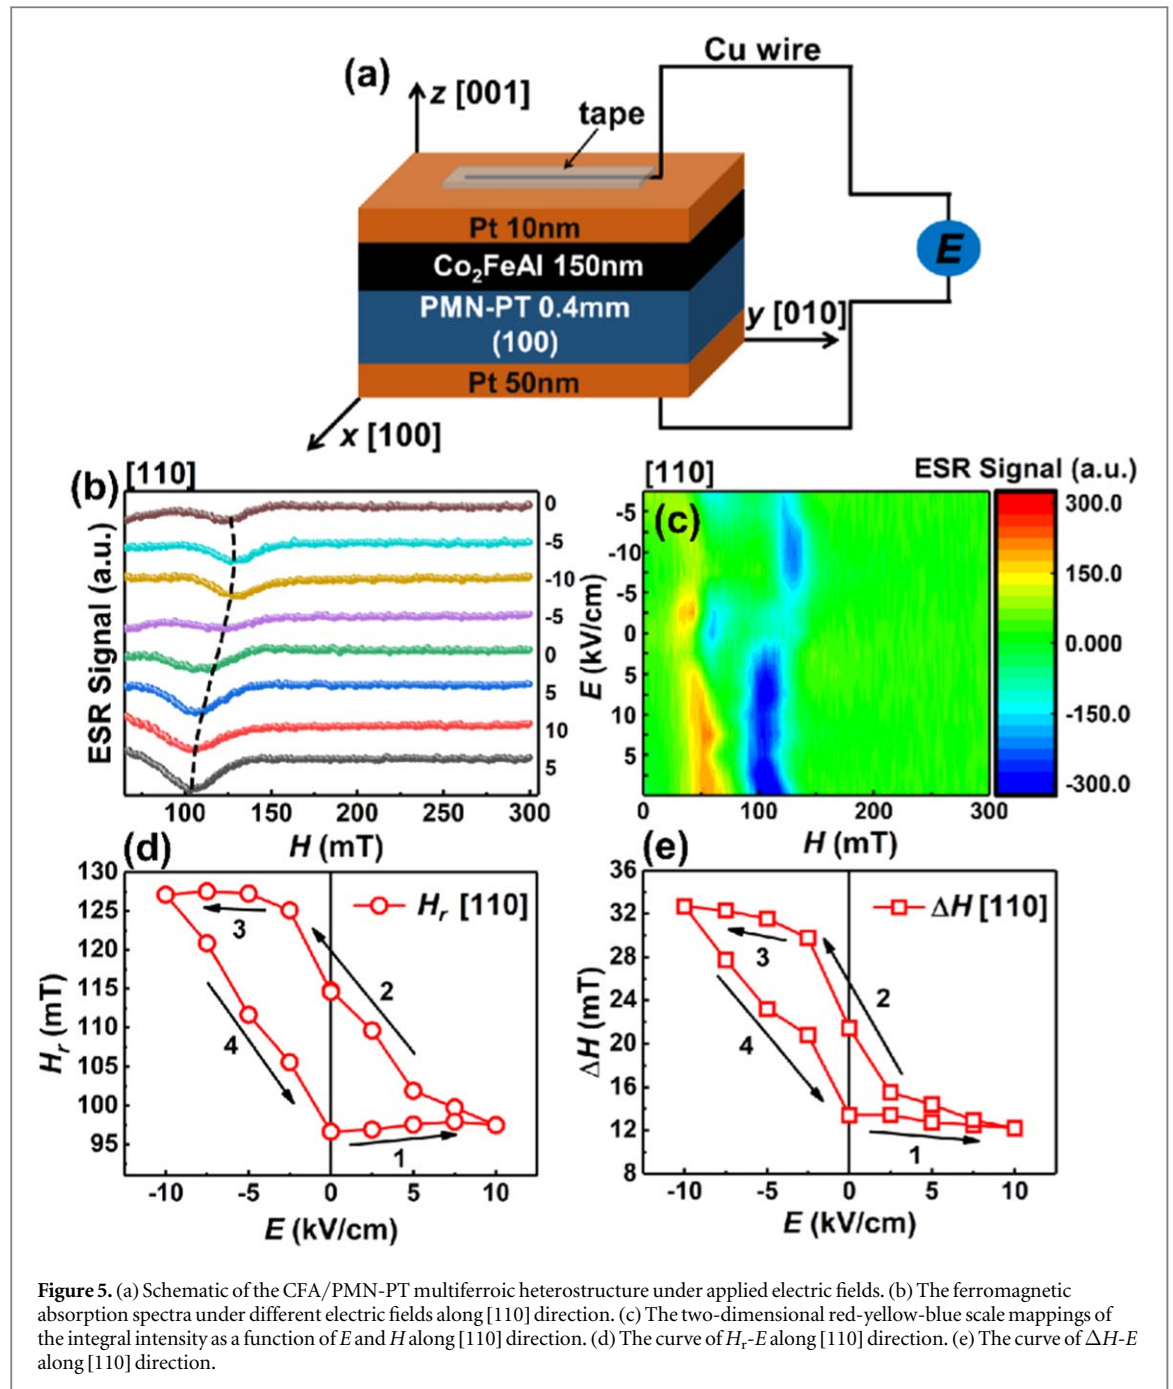 (a)
Cu wire
z [001]
tape
Pt 10nm
Co₂FeAl 150nm
E
PMN-PT 0.4mm
(100)
y [010]
Pt 50nm
x [100]
(b)
[110]
ESR Signal (a.u.)
0
-5
-10
-5
0
5
10
5
100 150 200 250 300
H (mT)
[110]
(c)
ESR Signal (a.u.)
E (kV/cm)
-5
-10
-5
0
5
10
5
0 100 200 300
H (mT)
300.0
150.0
0.000
-150.0
-300.0
(d)
Hr (mT)
130
125
120
115
110
105
100
95
Hr [110]
3
2
4
1
-10 -5 0 5 10
E (kV/cm)
(e)
ΔH (mT)
36
32
28
24
20
16
12
8
ΔH [110]
3
2
4
1
-10 -5 0 5 10
E (kV/cm)
Figure 5. (a) Schematic of the CFA/PMN-PT multiferroic heterostructure under applied electric fields. (b) The ferromagnetic
absorption spectra under different electric fields along [110] direction. (c) The two-dimensional red-yellow-blue scale mappings of
the integral intensity as a function of E and H along [110] direction. (d) The curve of Hr-E along [110] direction. (e) The curve of ΔH-E
along [110] direction.